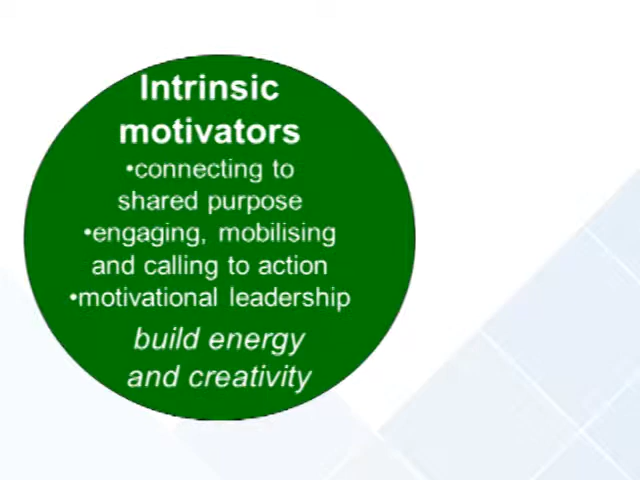 Intrinsic
motivators
•connecting to
shared purpose
•engaging, mobilising
and calling to action
•motivational leadership
build energy
and creativity